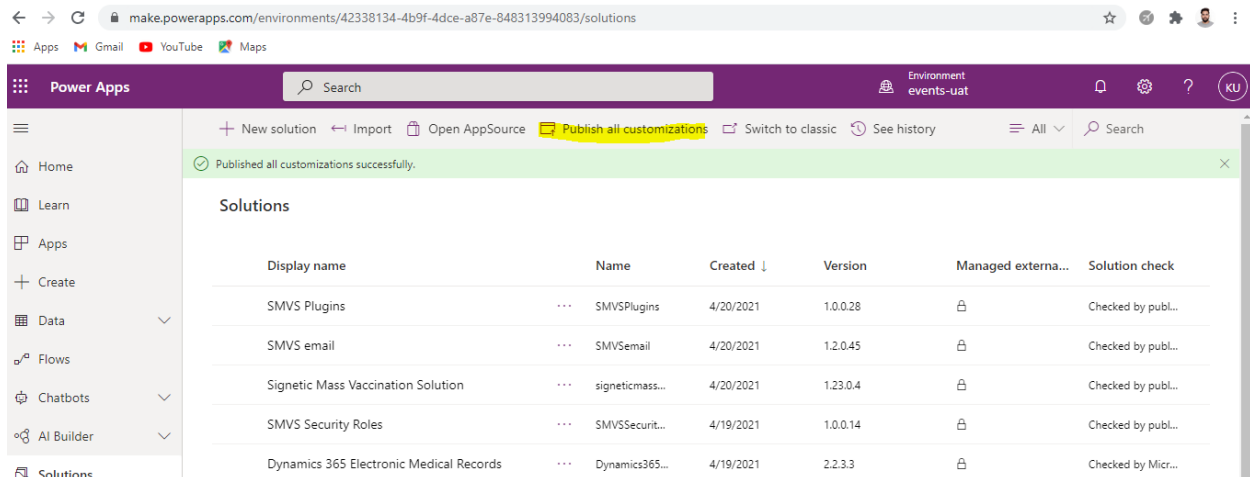 make.powerapps.com/environments/42338134-4b9f-4dce-a87e-848313994083/solutions
Apps Gmail YouTube Maps
Power Apps Search Environment events-uat ? KU
New solution Import Open AppSource Publish all customizations Switch to classic See history All Search
Home Published all customizations successfully.
Learn Solutions
Apps
Display name Name Created ↓ Version Managed externa... Solution check
Create
SMVS Plugins ... SMVSPlugins 4/20/2021 1.0.0.28 Checked by publ...
Data
SMVS email ... SMVSemail 4/20/2021 1.2.0.45 Checked by publ...
Flows
Signetic Mass Vaccination Solution ... signeticmass... 4/20/2021 1.23.0.4 Checked by publ...
Chatbots
SMVS Security Roles ... SMVSSecurit... 4/19/2021 1.0.0.14 Checked by publ...
AI Builder
Dynamics 365 Electronic Medical Records ... Dynamics365... 4/19/2021 2.2.3.3 Checked by Micr...
Solutions